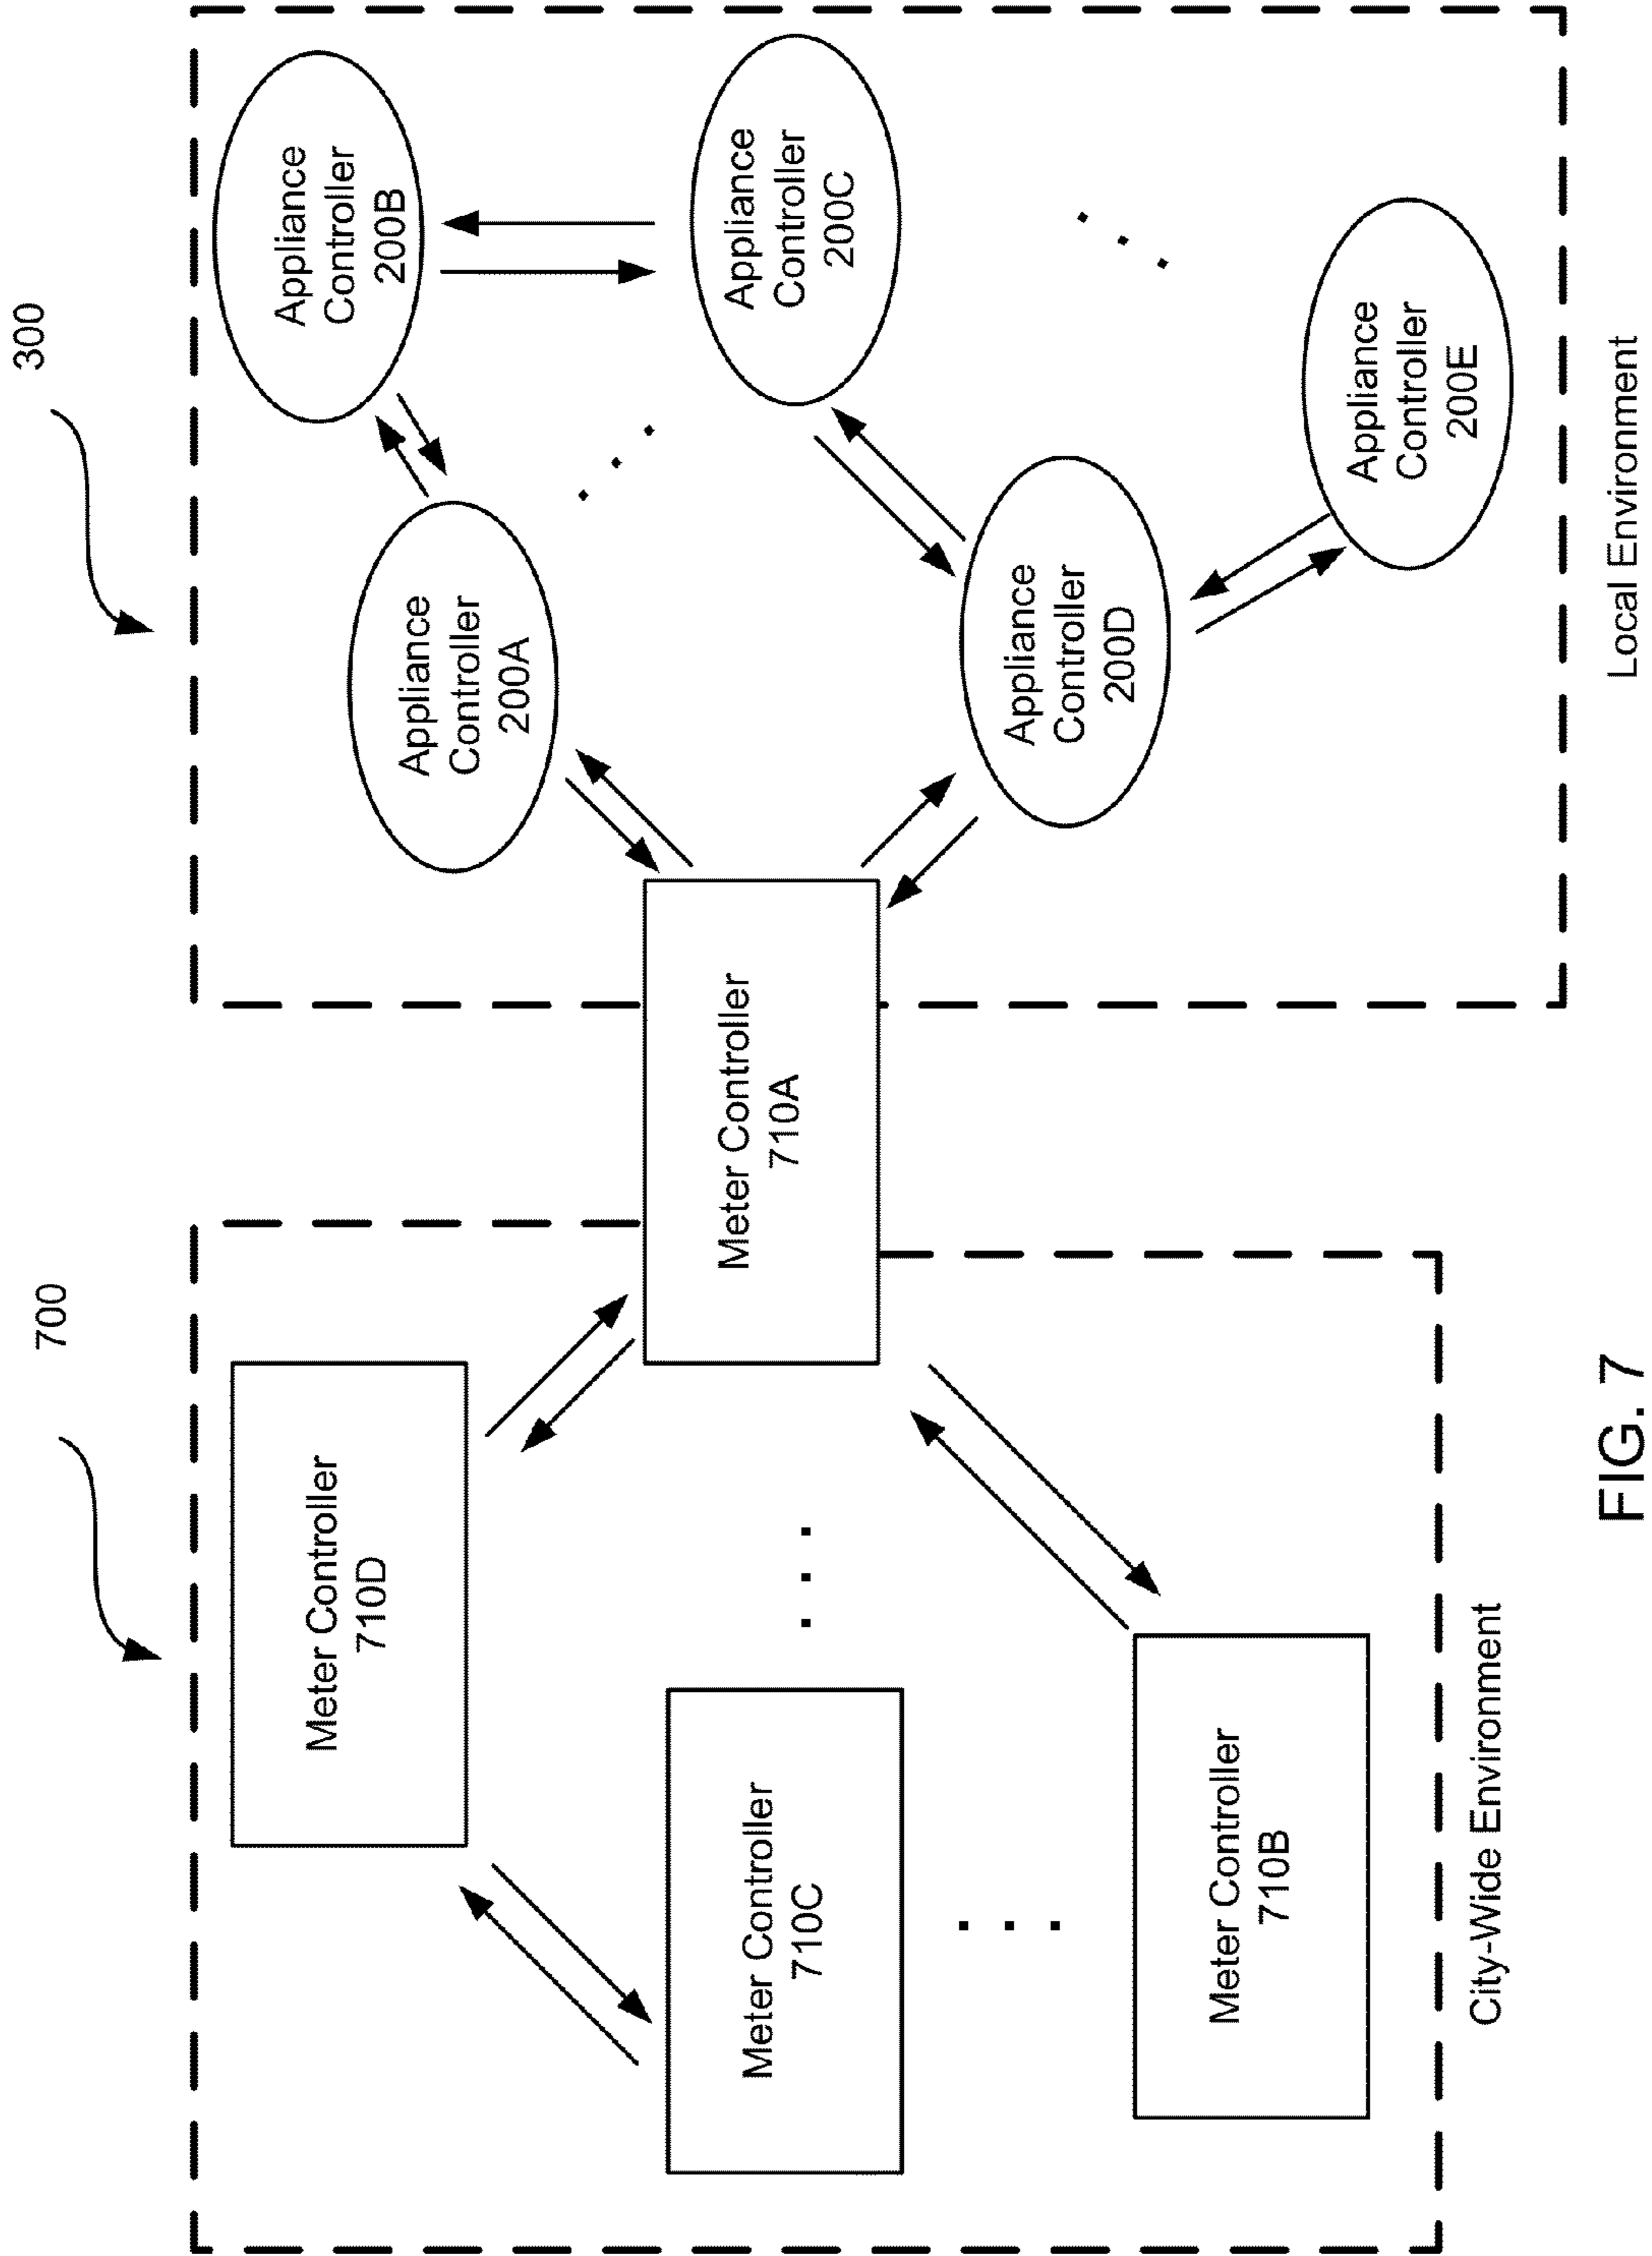 700
300
Meter Controller
710D
Appliance
Controller
200B
Appliance
Controller
200A
Meter Controller
710C
Meter Controller
710A
Appliance
Controller
200C
Appliance
Controller
200D
Meter Controller
710B
Appliance
Controller
200E
City-Wide Environment
Local Environment
FIG. 7